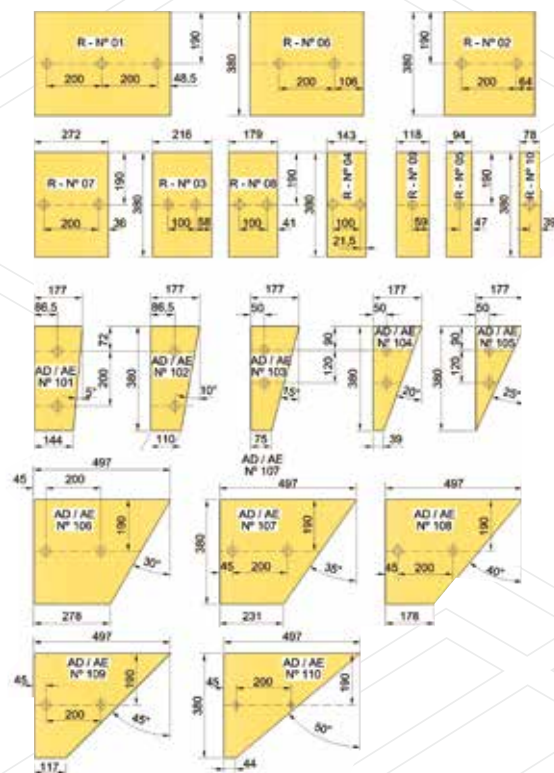 R - Nº 01
190
200
200
48,5
R - Nº 06
380
200
106
R - Nº 02
190
380
200
64
272
R - Nº 07
190
380
200
36
216
R - Nº 03
100
58
179
R - Nº 08
190
380
100
41
143
R - Nº 04
100
21,5
118
R - Nº 09
59
94
R - Nº 05
190
380
47
78
R - Nº 10
39
177
86,5
AD / AE
Nº 101
72
200
5°
144
177
86,5
AD / AE
Nº 102
380
10°
110
177
50
AD / AE
Nº 103
90
120
15°
75
177
50
AD / AE
Nº 104
380
20°
39
177
50
AD / AE
Nº 105
90
120
380
25°
AD / AE
Nº 107
497
45
200
AD / AE
Nº 106
190
30°
278
497
AD / AE
Nº 107
380
190
45
200
35°
231
497
AD / AE
Nº 108
190
45
200
40°
178
497
AD / AE
Nº 109
45
190
200
45°
117
497
AD / AE
Nº 110
45
380
200
190
50°
44